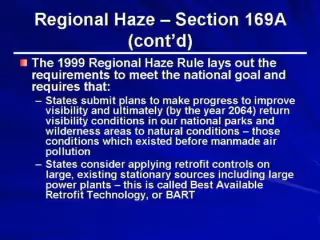 Regional Haze – Section 169A
(cont'd)
The 1999 Regional Haze Rule lays out the
requirements to meet the national goal and
requires that:
– States submit plans to make progress to improve
visibility and ultimately (by the year 2064) return
visibility conditions in our national parks and
wilderness areas to natural conditions – those
conditions which existed before manmade air
pollution
– States consider applying retrofit controls on
large, existing stationary sources including large
power plants – this is called Best Available
Retrofit Technology, or BART